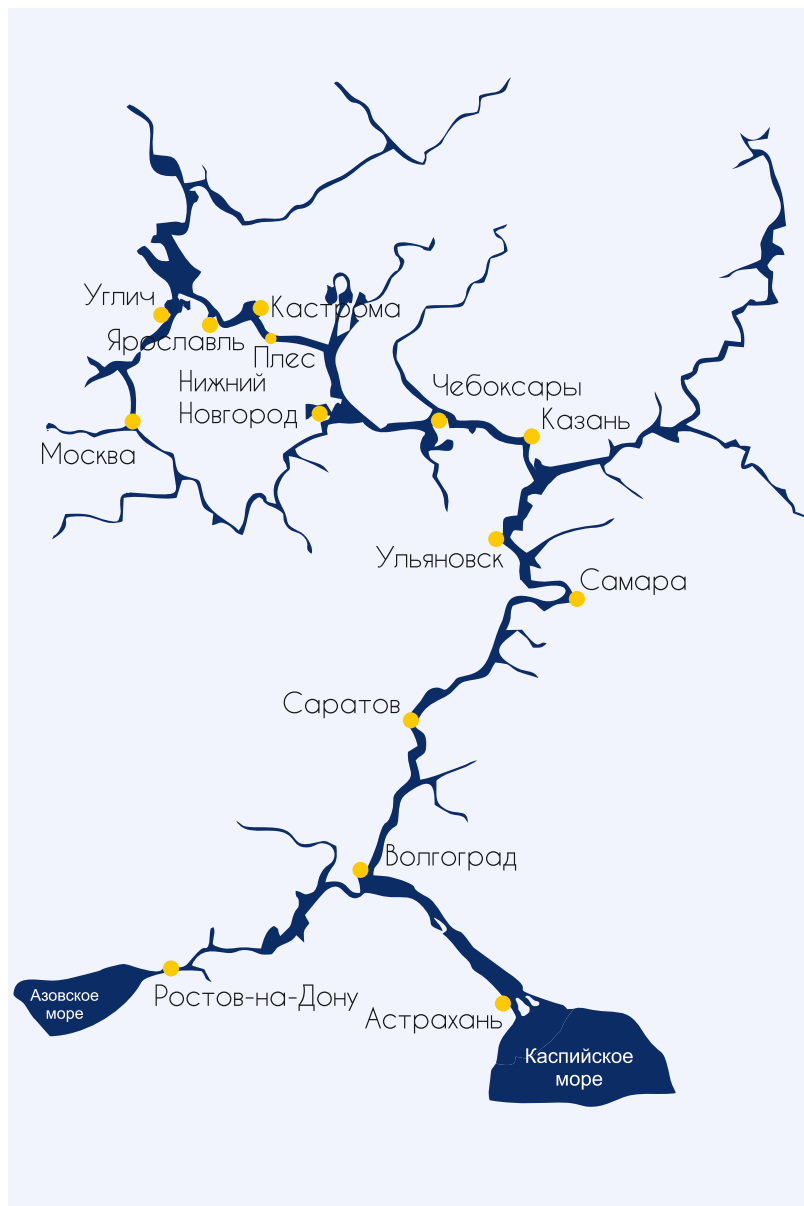 Углич
Кастрома
Ярославль
Плес
Нижний
Новгород
Чебоксары
Казань
Москва
Ульяновск
Самара
Саратов
Волгоград
Ростов-на-Дону
Азовское
море
Астрахань
Каспийское
море